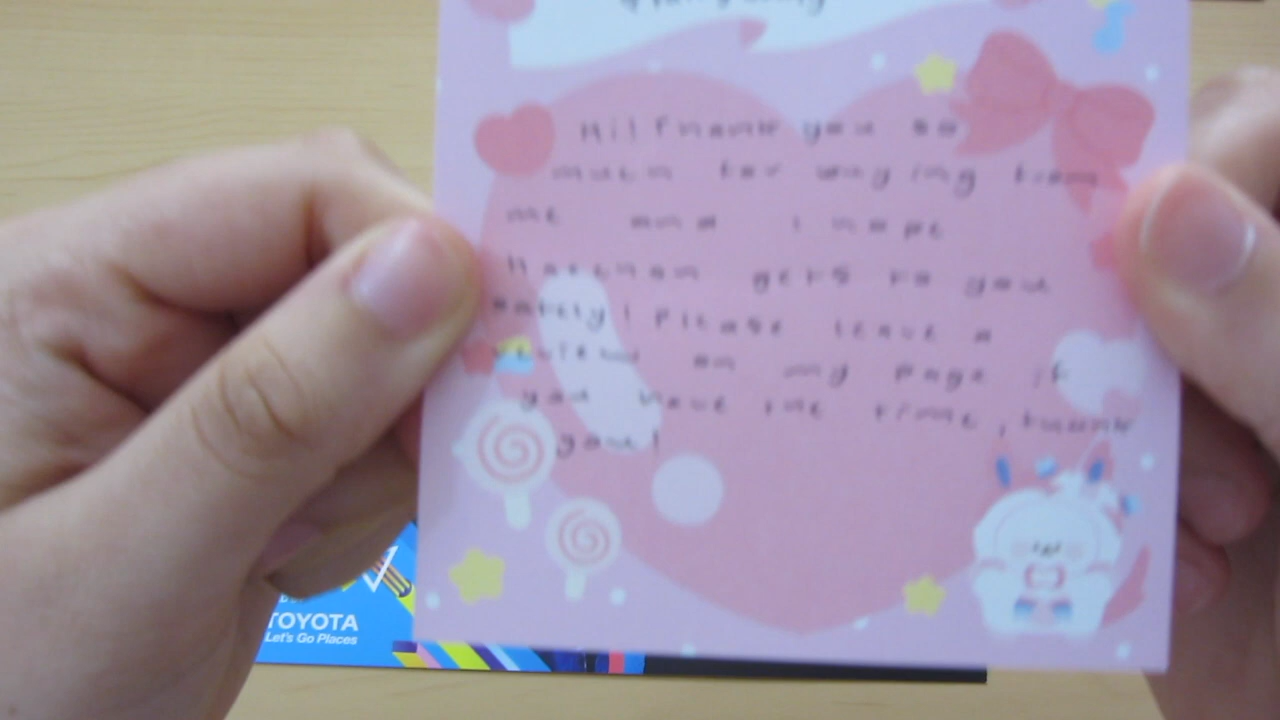 Hi! Thank you so
much for buying from
me and I hope
Haechan gets to you
safely! Please leave a
review on my page if
you have the time, thank
you!
TOYOTA
Let's Go Places